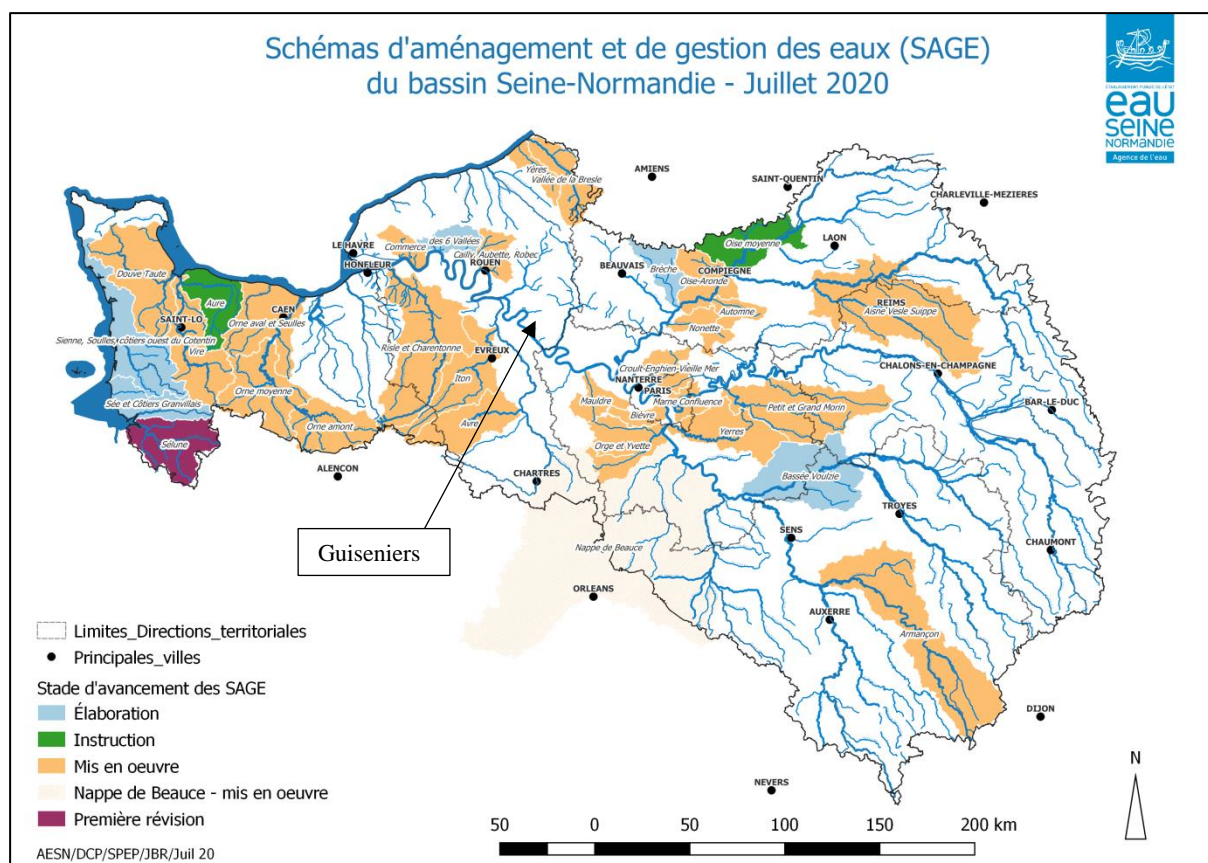 Schémas d'aménagement et de gestion des eaux (SAGE)
du bassin Seine-Normandie - Juillet 2020
ÉTABLISSEMENT PUBLIC DE L'ÉTAT
eau
SEINE
NORMANDIE
Agence de l'eau
Yères
Vallée de la Bresle
AMIENS
SAINT-QUENTIN
CHARLEVILLE-MEZIERES
LE HAVRE
HONFLEUR
Commerce
des 6 Vallées
Cailly, Aubette, Robec
ROUEN
BEAUVAIS
Brèche
Oise moyenne
LAON
COMPIEGNE
Oise-Aronde
Automne
Nonette
REIMS
Aisne Vesle Suippe
Douve Taute
Aure
CAEN
SAINT-LO
Orne aval et Seulles
Sienne, Soulles, côtiers ouest du Cotentin
Vire
Risle et Charentonne
EVREUX
Iton
Croult-Enghien-Vieille Mer
NANTERRE
PARIS
CHALONS-EN-CHAMPAGNE
Mauldre
Marne Confluence
Bièvre
Petit et Grand Morin
BAR-LE-DUC
Sée et Côtiers Granvillais
Orne moyenne
Orne amont
Avre
Yerres
Orge et Yvette
Sélune
ALENÇON
CHARTRES
Bassée Voulzie
TROYES
SENS
Guiseniers
Nappe de Beauce
CHAUMONT
ORLEANS
AUXERRE
Armançon
DIJON
NEVERS
Limites_Directions_territoriales
Principales_villes
Stade d'avancement des SAGE
Élaboration
Instruction
Mis en oeuvre
Nappe de Beauce - mis en oeuvre
Première révision
N
50 0 50 100 150 200 km
AESN/DCP/SPEP/JBR/Juil 20